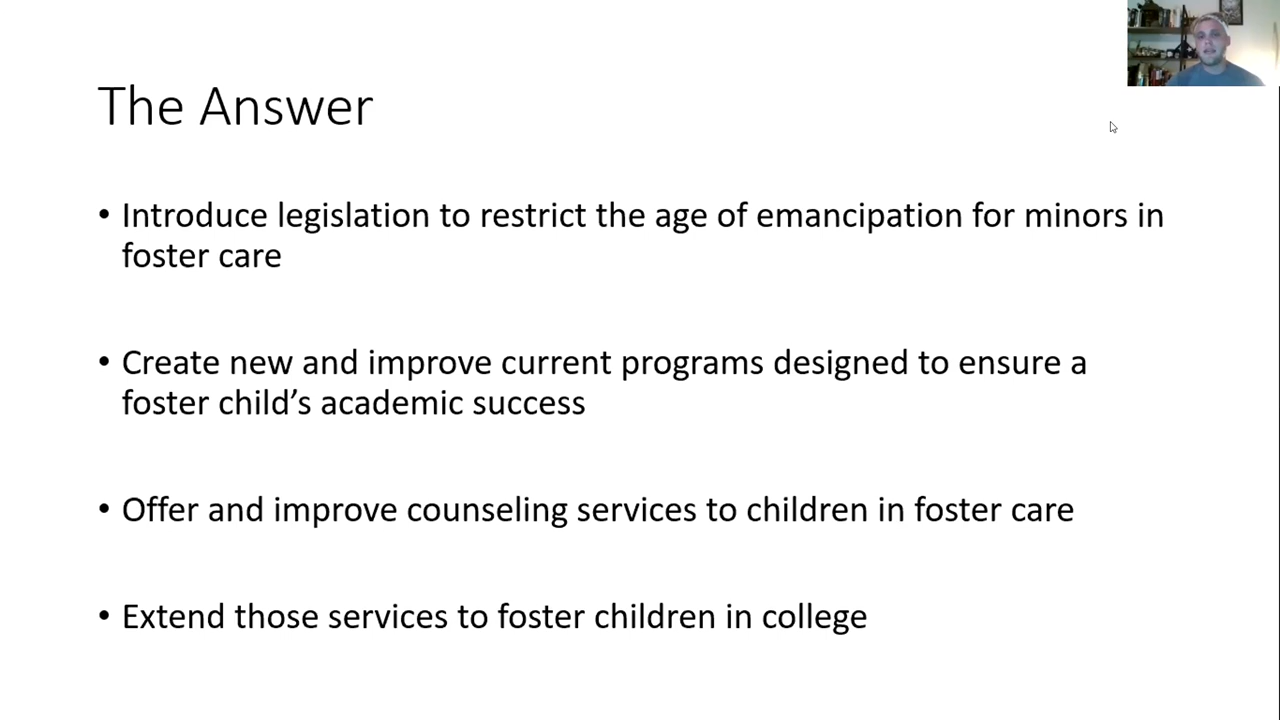 The Answer
• Introduce legislation to restrict the age of emancipation for minors in
foster care
• Create new and improve current programs designed to ensure a
foster child’s academic success
• Offer and improve counseling services to children in foster care
• Extend those services to foster children in college